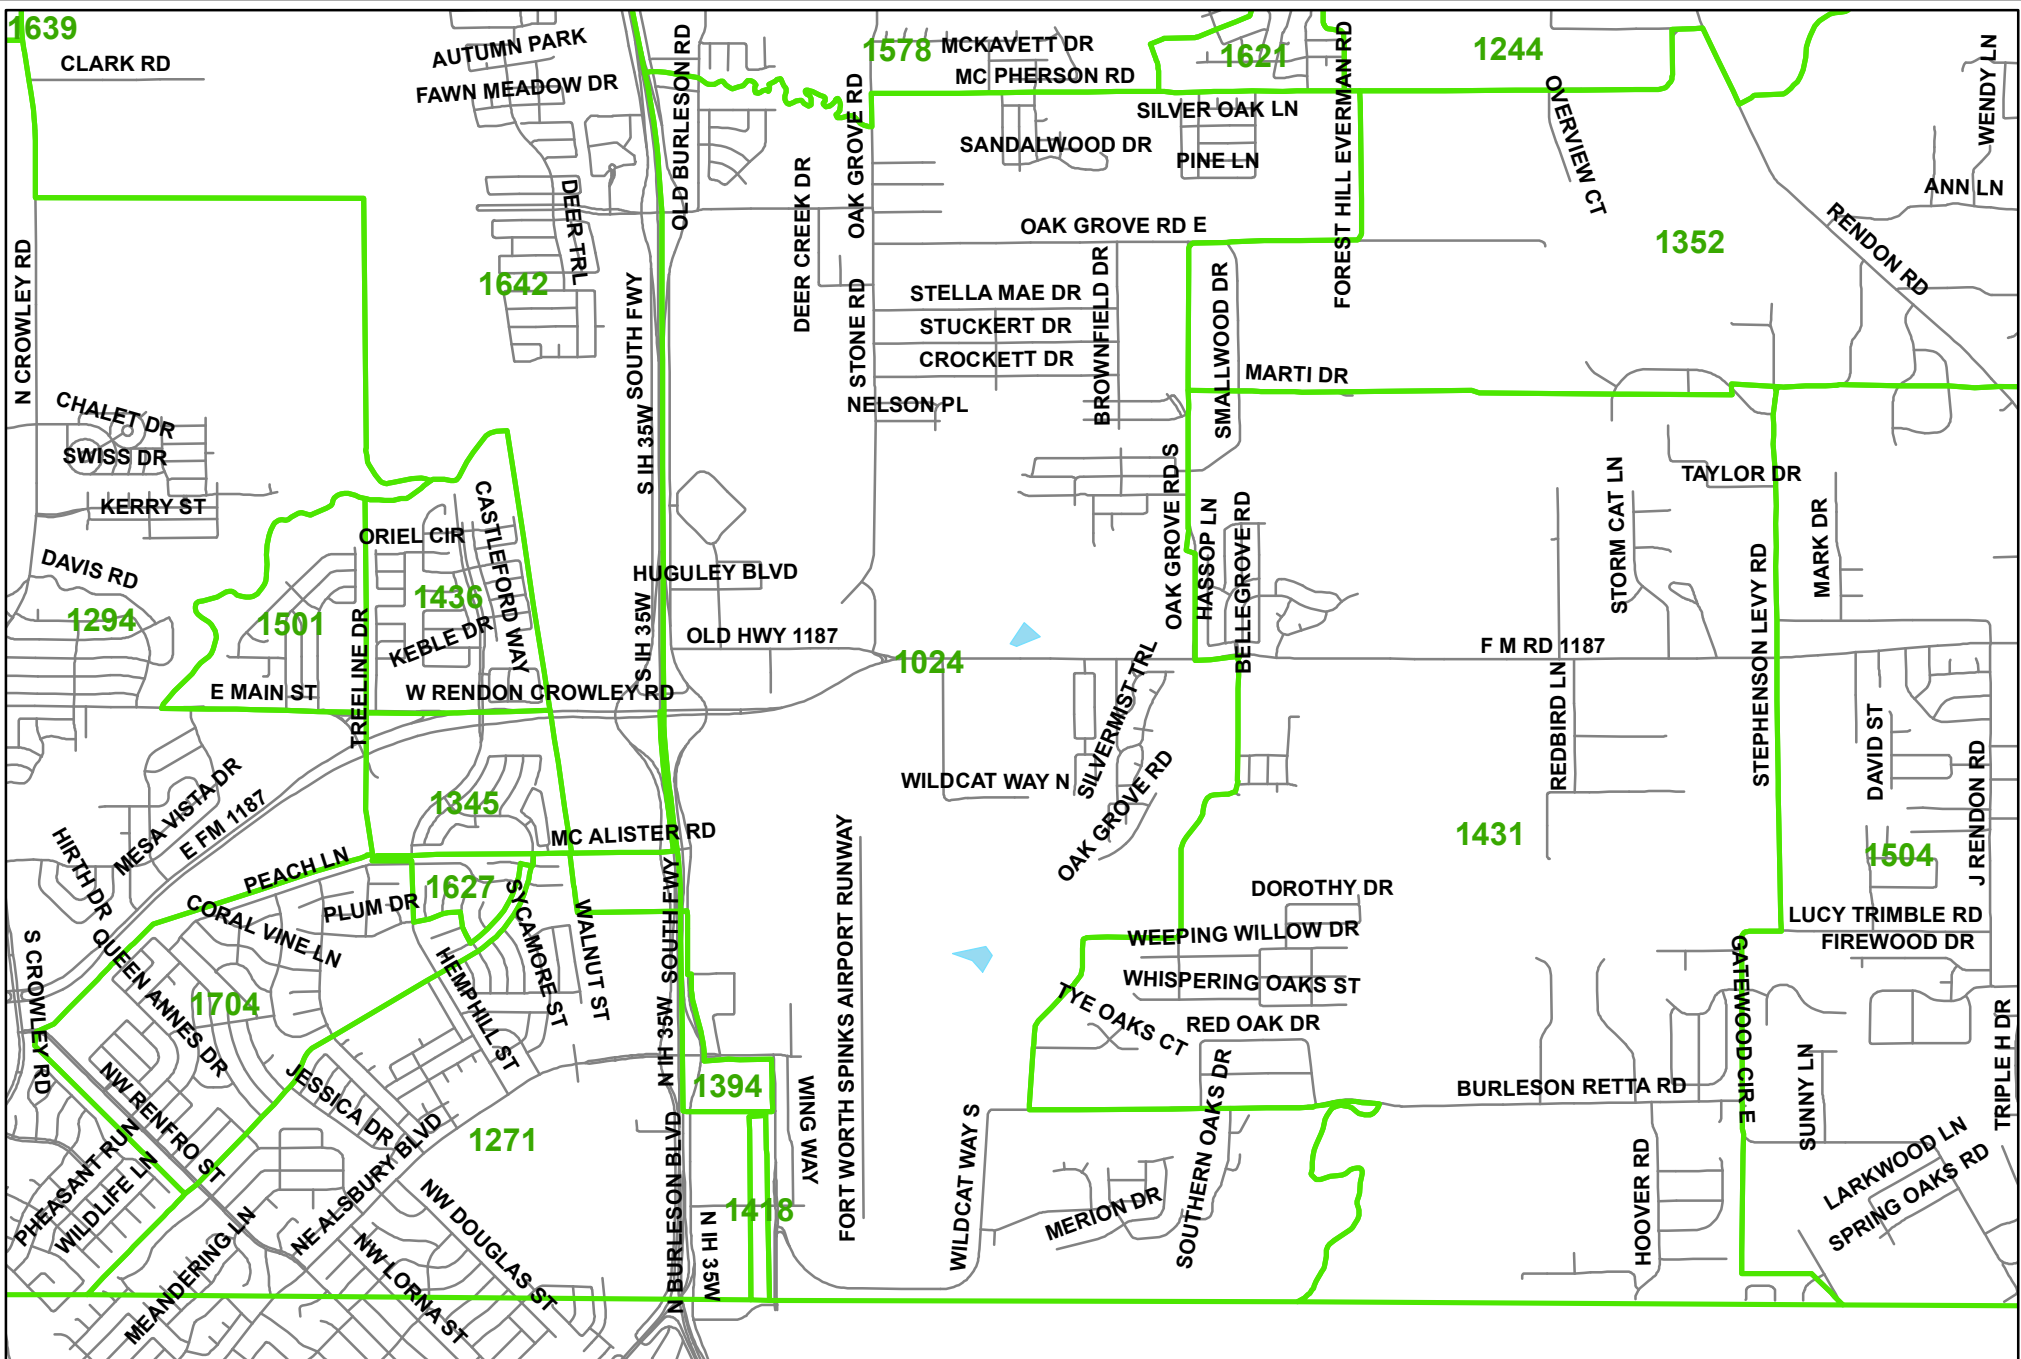 1639
CLARK RD
AUTUMN PARK
FAWN MEADOW DR
OLD BURLESON RD
1578
MCKAVETT DR
MC PHERSON RD
1621
FOREST HILL EVERMAN RD
1244
OVERVIEW CT
WENDY LN
SILVER OAK LN
SANDALWOOD DR
PINE LN
OAK GROVE RD
ANN LN
DEER TRL
DEER CREEK DR
OAK GROVE RD E
1352
RENDON RD
N CROWLEY RD
1642
SOUTH FWY
STONE RD
STELLA MAE DR
STUCKERT DR
CROCKETT DR
BROWNFIELD DR
SMALLWOOD DR
MARTI DR
NELSON PL
CHALET DR
SWISS DR
KERRY ST
S IH 35W
CASTLEFORD WAY
OAK GROVE RD S
HASSOP LN
BELLEGROVE RD
STORM CAT LN
TAYLOR DR
MARK DR
STEPHENSON LEVY RD
ORIEL CIR
DAVIS RD
HUGULEY BLVD
1294
1501
1436
TREELINE DR
KEBLE DR
S IH 35W
OLD HWY 1187
1024
F M RD 1187
E MAIN ST
W RENDON CROWLEY RD
SILVERMIST TRL
REDBIRD LN
DAVID ST
J RENDON RD
WILDCAT WAY N
OAK GROVE RD
MESA VISTA DR
E FM 1187
1345
MC ALISTER RD
1431
1504
HIRTH DR
PEACH LN
1627
PLUM DR
CORAL VINE LN
SYCAMORE ST
WALNUT ST
SOUTH FWY
FORT WORTH SPINKS AIRPORT RUNWAY
DOROTHY DR
WEEPING WILLOW DR
WHISPERING OAKS ST
LUCY TRIMBLE RD
FIREWOOD DR
S CROWLEY RD
QUEEN ANNES DR
1704
HEMPHILL ST
N IH 35W
TYE OAKS CT
RED OAK DR
GATEWOOD CIR E
TRIPLE H DR
SUNNY LN
NW RENFRO ST
JESSICA DR
1394
WING WAY
SOUTHERN OAKS DR
BURLESON RETTA RD
PHEASANT RUN
WILDLIFE LN
NE ALSBURY BLVD
1271
N BURLESON BLVD
WILDCAT WAY S
HOOVER RD
LARKWOOD LN
SPRING OAKS RD
1418
MERION DR
MEANDERING LN
NW DOUGLAS ST
NW LORNA ST
N IH 35W